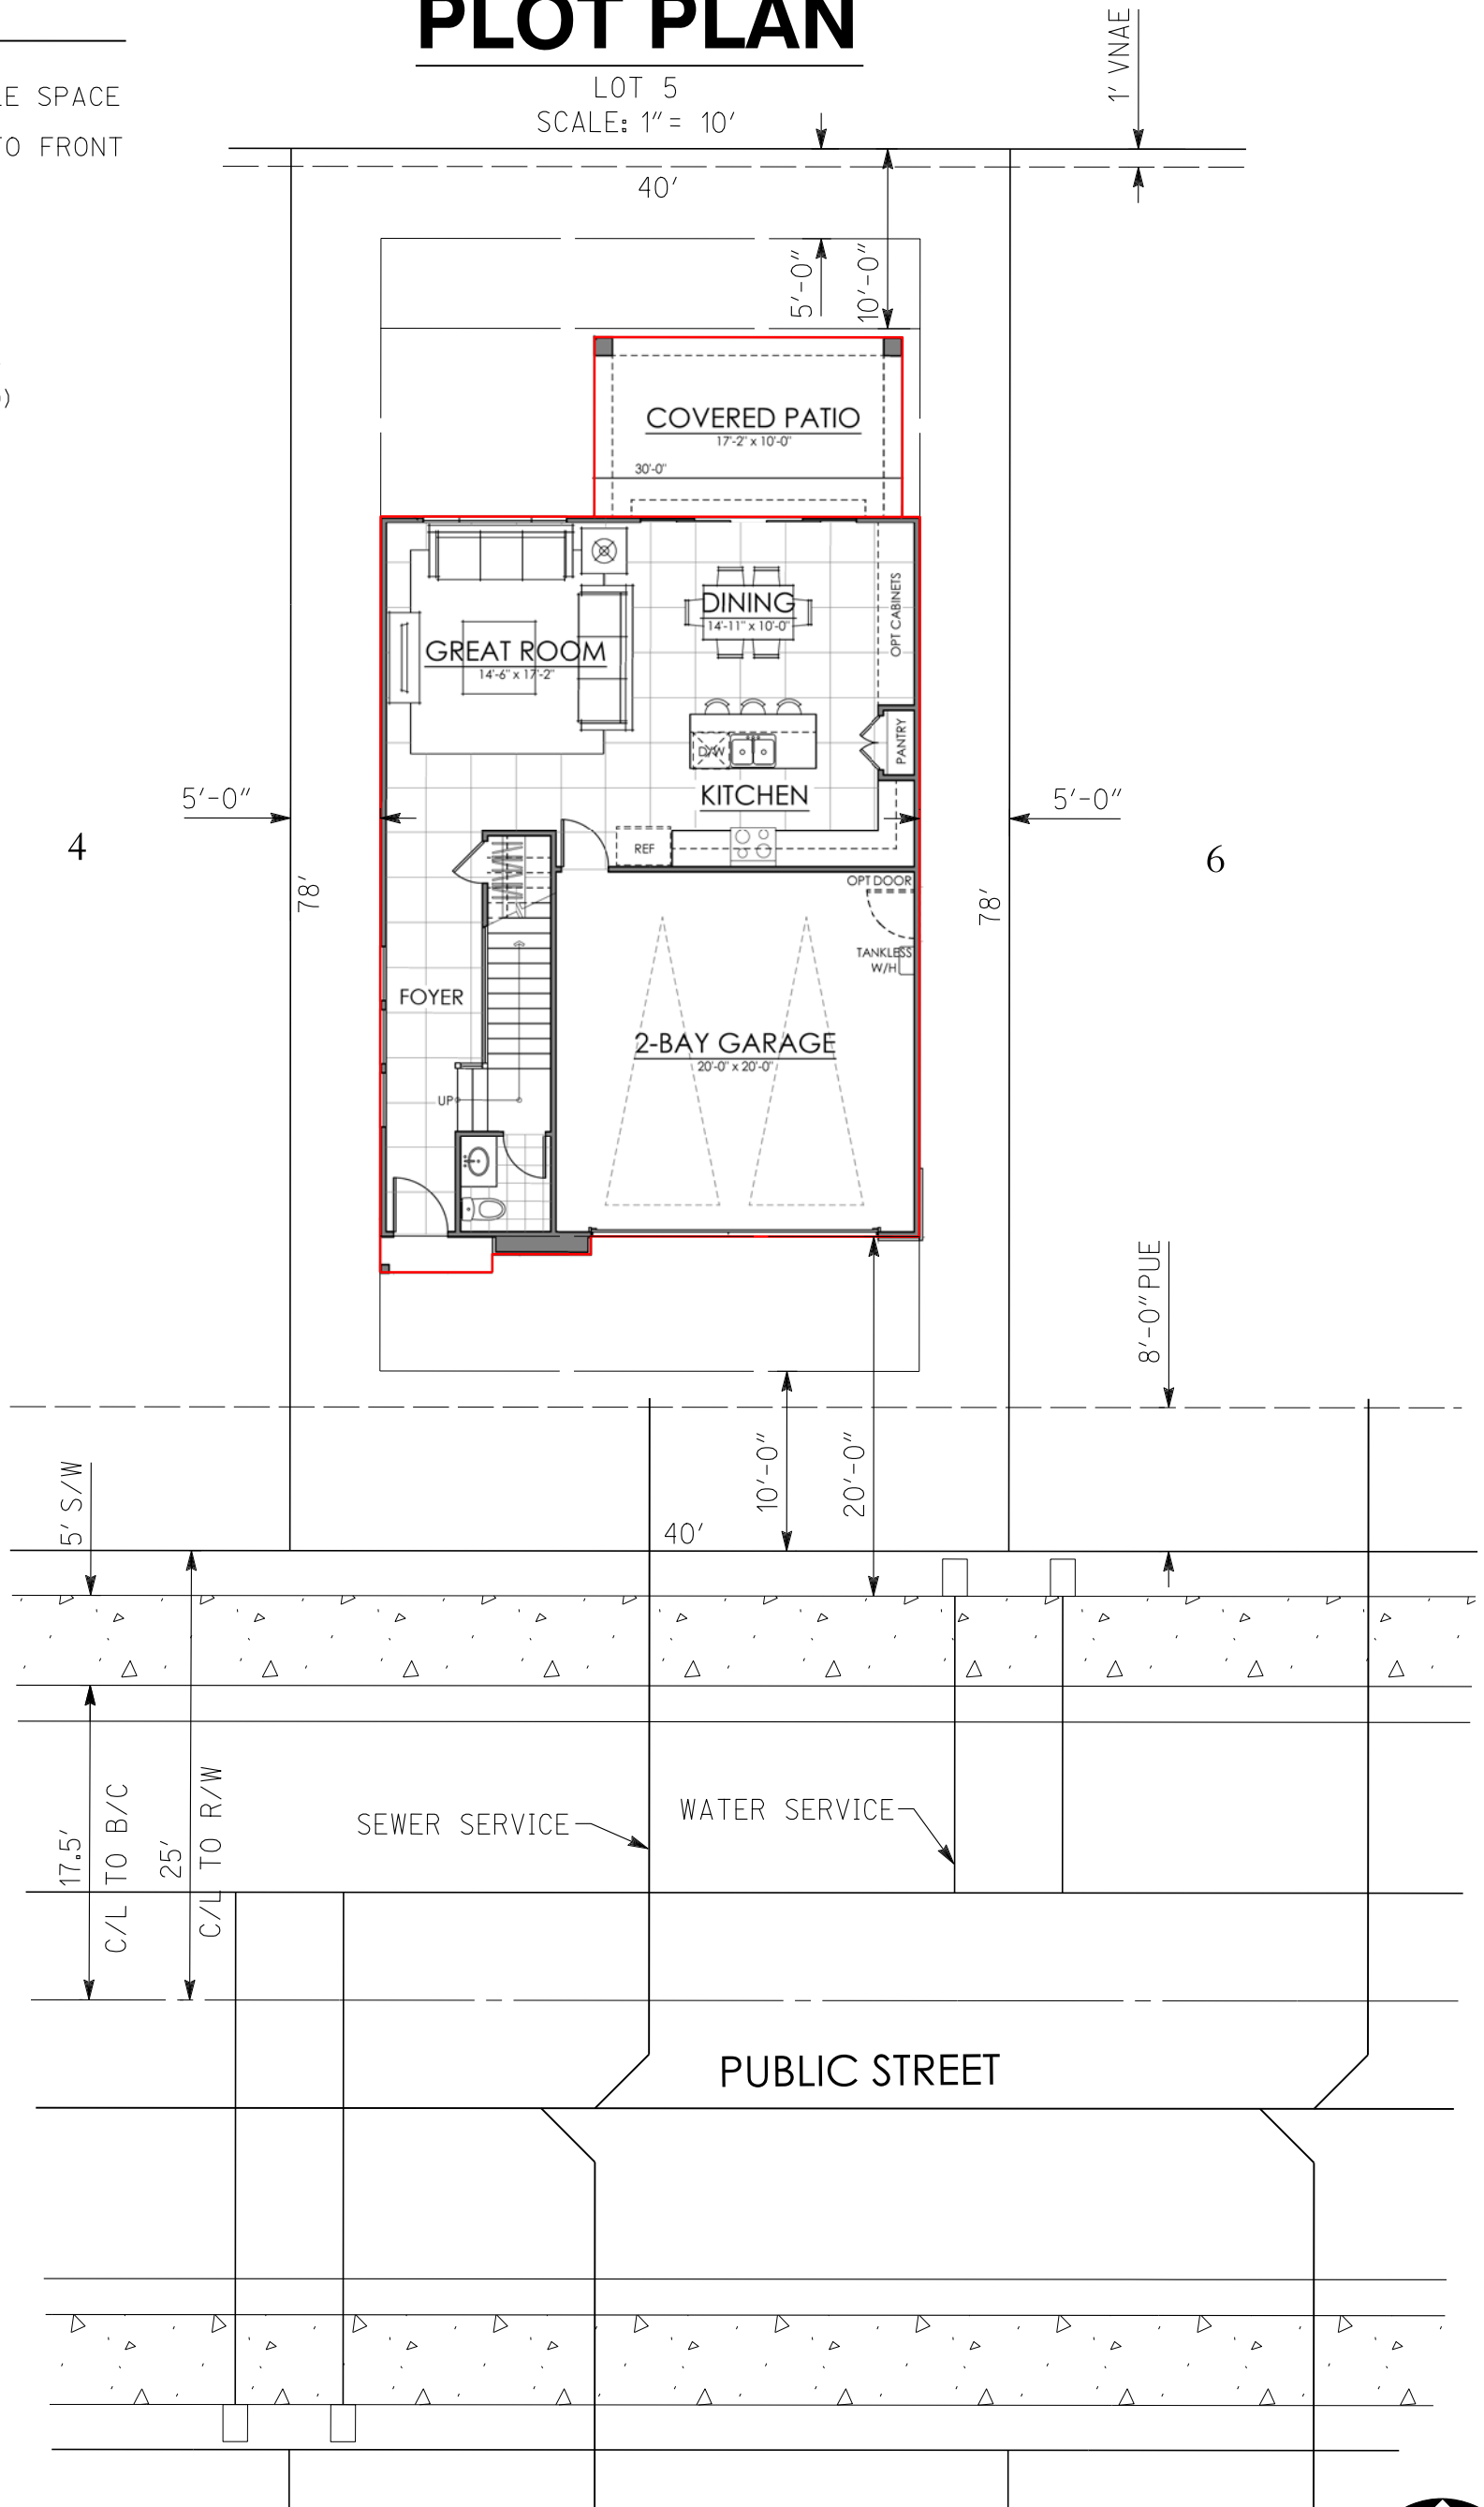 PLOT PLAN
LOT 5
SCALE: 1"= 10'
E SPACE
TO FRONT
)
1' VNAE
40'
5'-0"
10'-0"
COVERED PATIO
17'-2" x 10'-0"
30'-0"
DINING
14'-11" x 10'-0"
OPT CABINETS
GREAT ROOM
14'-6" x 17'-2"
PANTRY
D/W
KITCHEN
5'-0"
5'-0"
4
6
REF
78'
78'
OPT DOOR
TANKLESS
W/H
FOYER
2-BAY GARAGE
20'-0" x 20'-0"
UP
8'-0" PUE
5' S/W
10'-0"
20'-0"
40'
17.5'
C/L TO B/C
25'
C/L TO R/W
SEWER SERVICE
WATER SERVICE
PUBLIC STREET